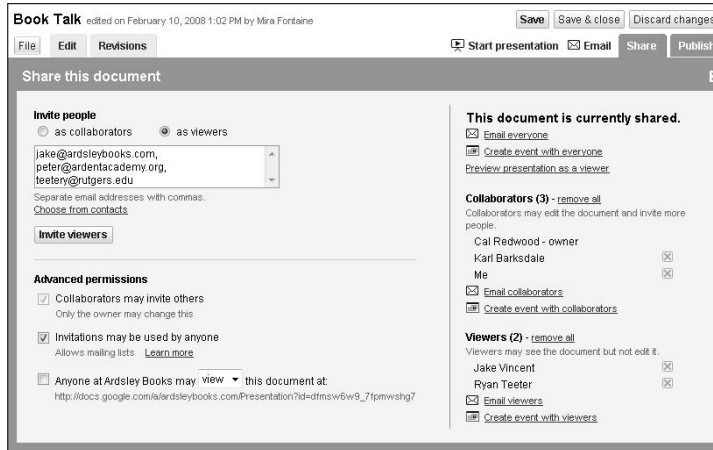 Book Talk edited on February 10, 2008 1:02 PM by Mira Fontaine
Save Save & close Discard changes
File Edit Revisions
Start presentation Email Share Publish
Share this document
Invite people
as collaborators as viewers
jake@ardsleybooks.com,
peter@ardentacademy.org,
teetery@rutgers.edu
Separate email addresses with commas.
Choose from contacts
Invite viewers
Advanced permissions
Collaborators may invite others
Only the owner may change this
Invitations may be used by anyone
Allows mailing lists Learn more
Anyone at Ardsley Books may view this document at:
http://docs.google.com/a/ardsleybooks.com/Presentation?id=dfmsw6w9_7fpmwshg7
This document is currently shared.
Email everyone
Create event with everyone
Preview presentation as a viewer
Collaborators (3) - remove all
Collaborators may edit the document and invite more
people.
Cal Redwood - owner
Karl Barksdale
Me
Email collaborators
Create event with collaborators
Viewers (2) - remove all
Viewers may see the document but not edit it.
Jake Vincent
Ryan Teeter
Email viewers
Create event with viewers